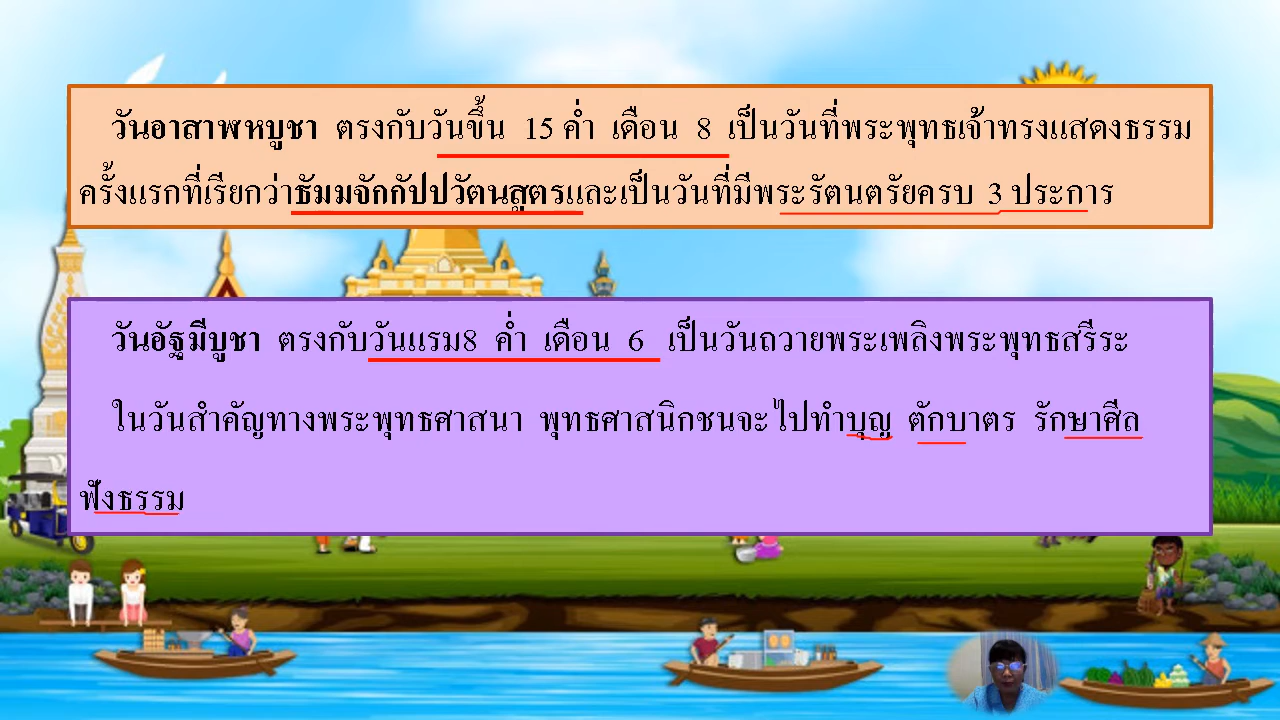 วันอาสาฬหบูชา ตรงกับวันขึ้น 15 ค่ำ เดือน 8 เป็นวันที่พระพุทธเจ้าทรงแสดงธรรม
ครั้งแรกที่เรียกว่าธัมมจักกัปปวัตนสูตรและเป็นวันที่มีพระรัตนตรัยครบ 3 ประการ
วันอัฐมีบูชา ตรงกับวันแรม8 ค่ำ เดือน 6 เป็นวันถวายพระเพลิงพระพุทธสรีระ
ในวันสำคัญทางพระพุทธศาสนา พุทธศาสนิกชนจะไปทำบุญ ตักบาตร รักษาศีล
ฟังธรรม